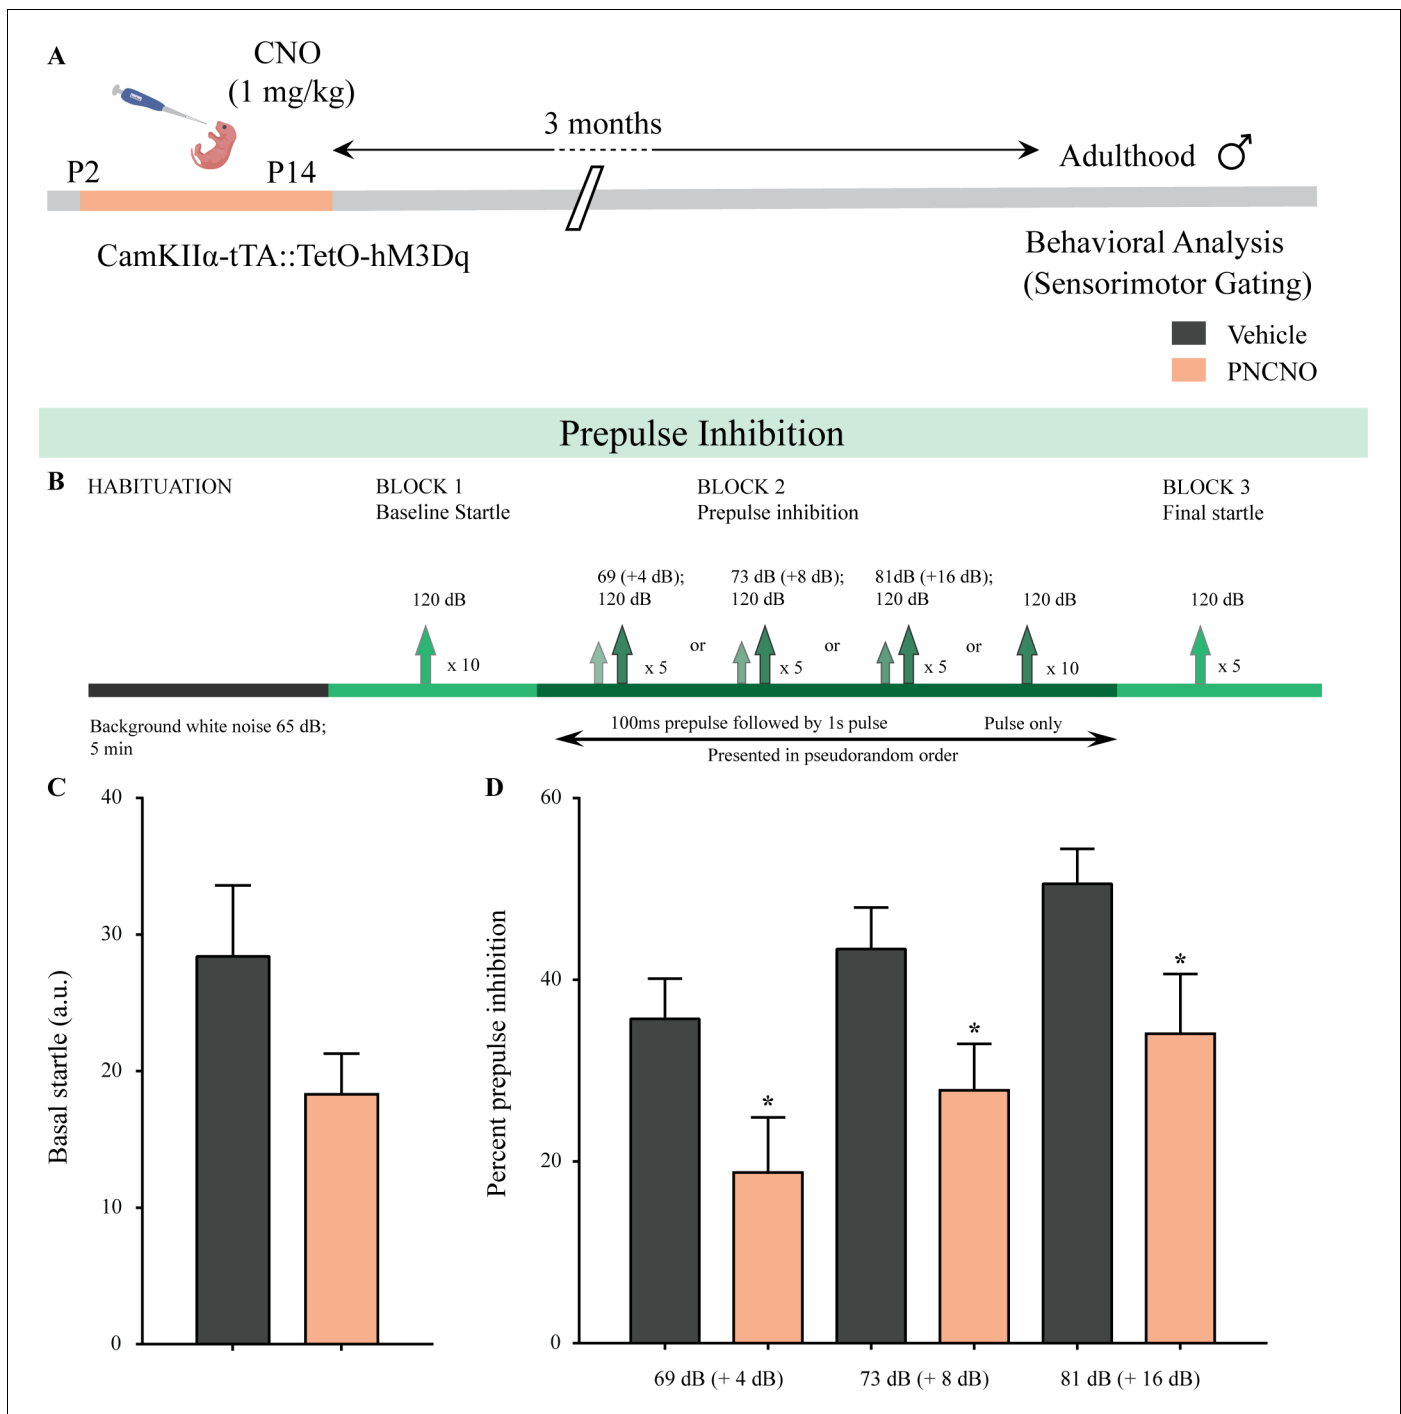 A
CNO
(1 mg/kg)
3 months
P2
P14
Adulthood ♂
CamKIIα-tTA::TetO-hM3Dq
Behavioral Analysis
(Sensorimotor Gating)
Vehicle
PNCNO
Prepulse Inhibition
B
HABITUATION
BLOCK 1
Baseline Startle
BLOCK 2
Prepulse inhibition
BLOCK 3
Final startle
120 dB
x 10
69 (+4 dB);
120 dB
x 5
or
73 dB (+8 dB);
120 dB
x 5
or
81dB (+16 dB);
120 dB
x 5
or
120 dB
x 10
120 dB
x 5
Background white noise 65 dB;
5 min
100ms prepulse followed by 1s pulse
Pulse only
Presented in pseudorandom order
C
40
30
20
10
0
Basal startle (a.u.)
D
60
40
20
0
Percent prepulse inhibition
*
*
*
69 dB (+ 4 dB)
73 dB (+ 8 dB)
81 dB (+ 16 dB)